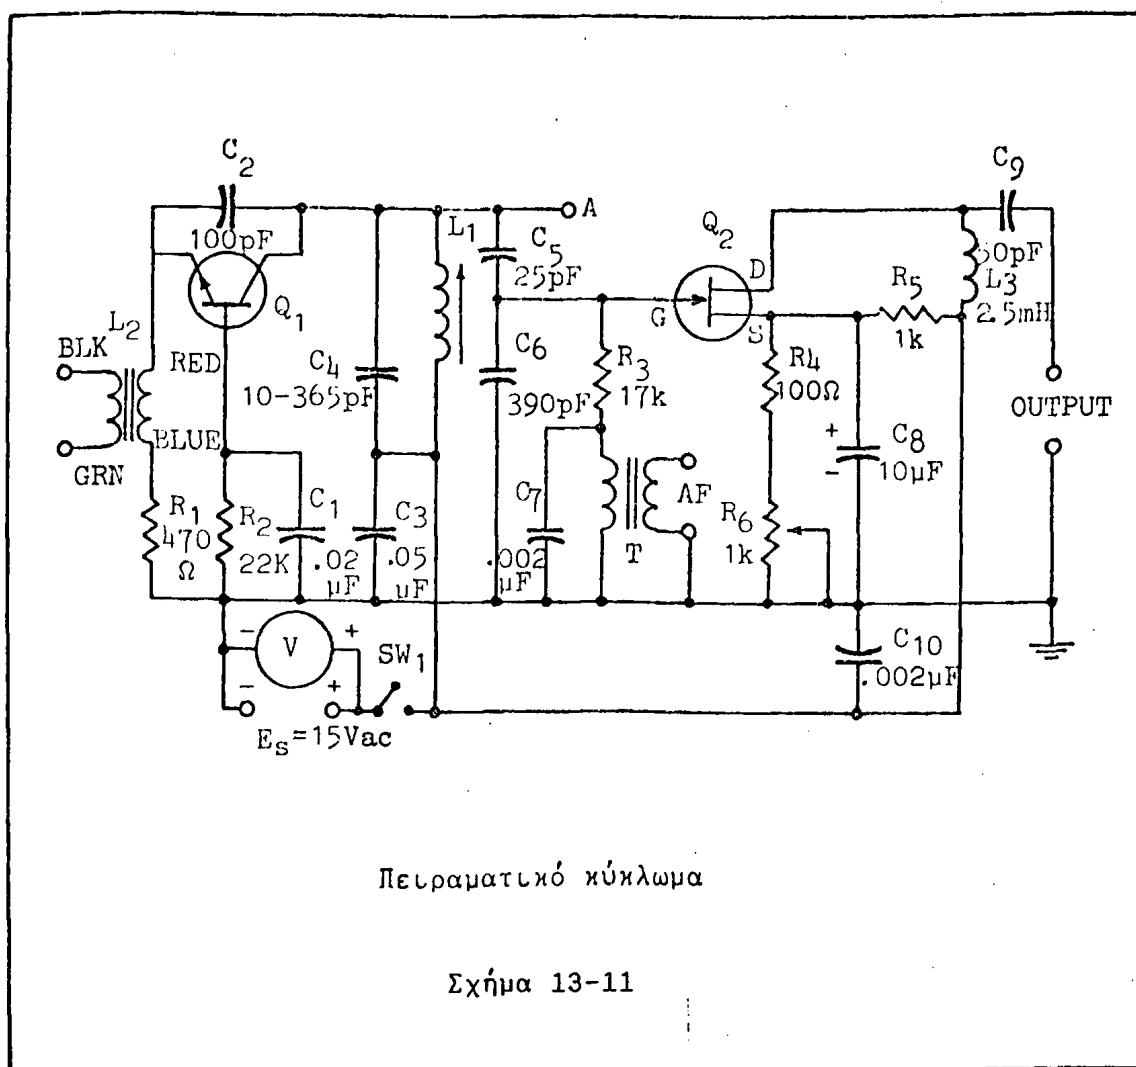 C2
C9
100pF
L1
A
C5
25pF
Q2
D
G
S
R5
1k
L3
2.5mH
Q1
L2
BLK
RED
BLUE
GRN
C4
10-365pF
C6
390pF
R3
17k
R4
100Ω
+
-
C8
10μF
OUTPUT
R1
470
Ω
R2
22K
C1
.02
μF
C3
.05
μF
C7
.002
μF
T
AF
R6
1k
-
V
+
SW1
-
+
Es=15Vac
C10
.002μF
Πειραματικό κύκλωμα
Σχήμα 13-11